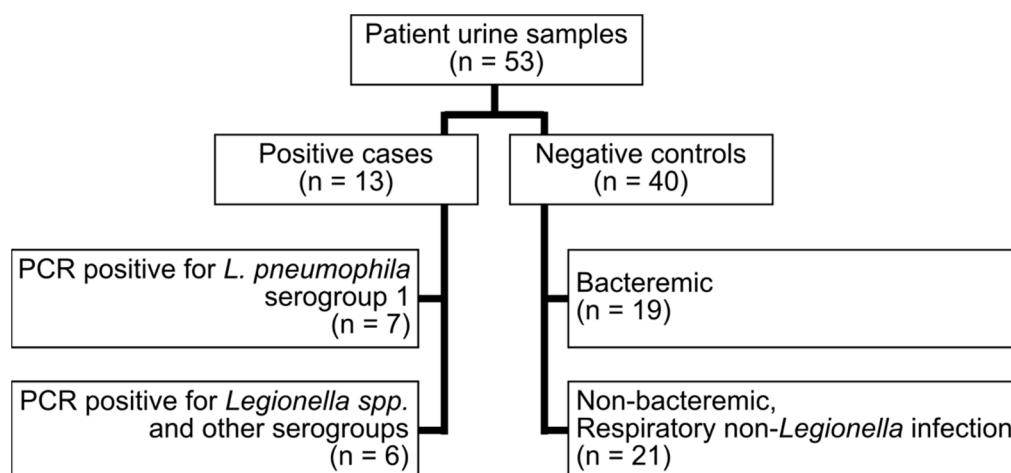 Patient urine samples
(n = 53)
Positive cases
(n = 13)
Negative controls
(n = 40)
PCR positive for L. pneumophila
serogroup 1
(n = 7)
Bacteremic
(n = 19)
PCR positive for Legionella spp.
and other serogroups
(n = 6)
Non-bacteremic,
Respiratory non-Legionella infection
(n = 21)